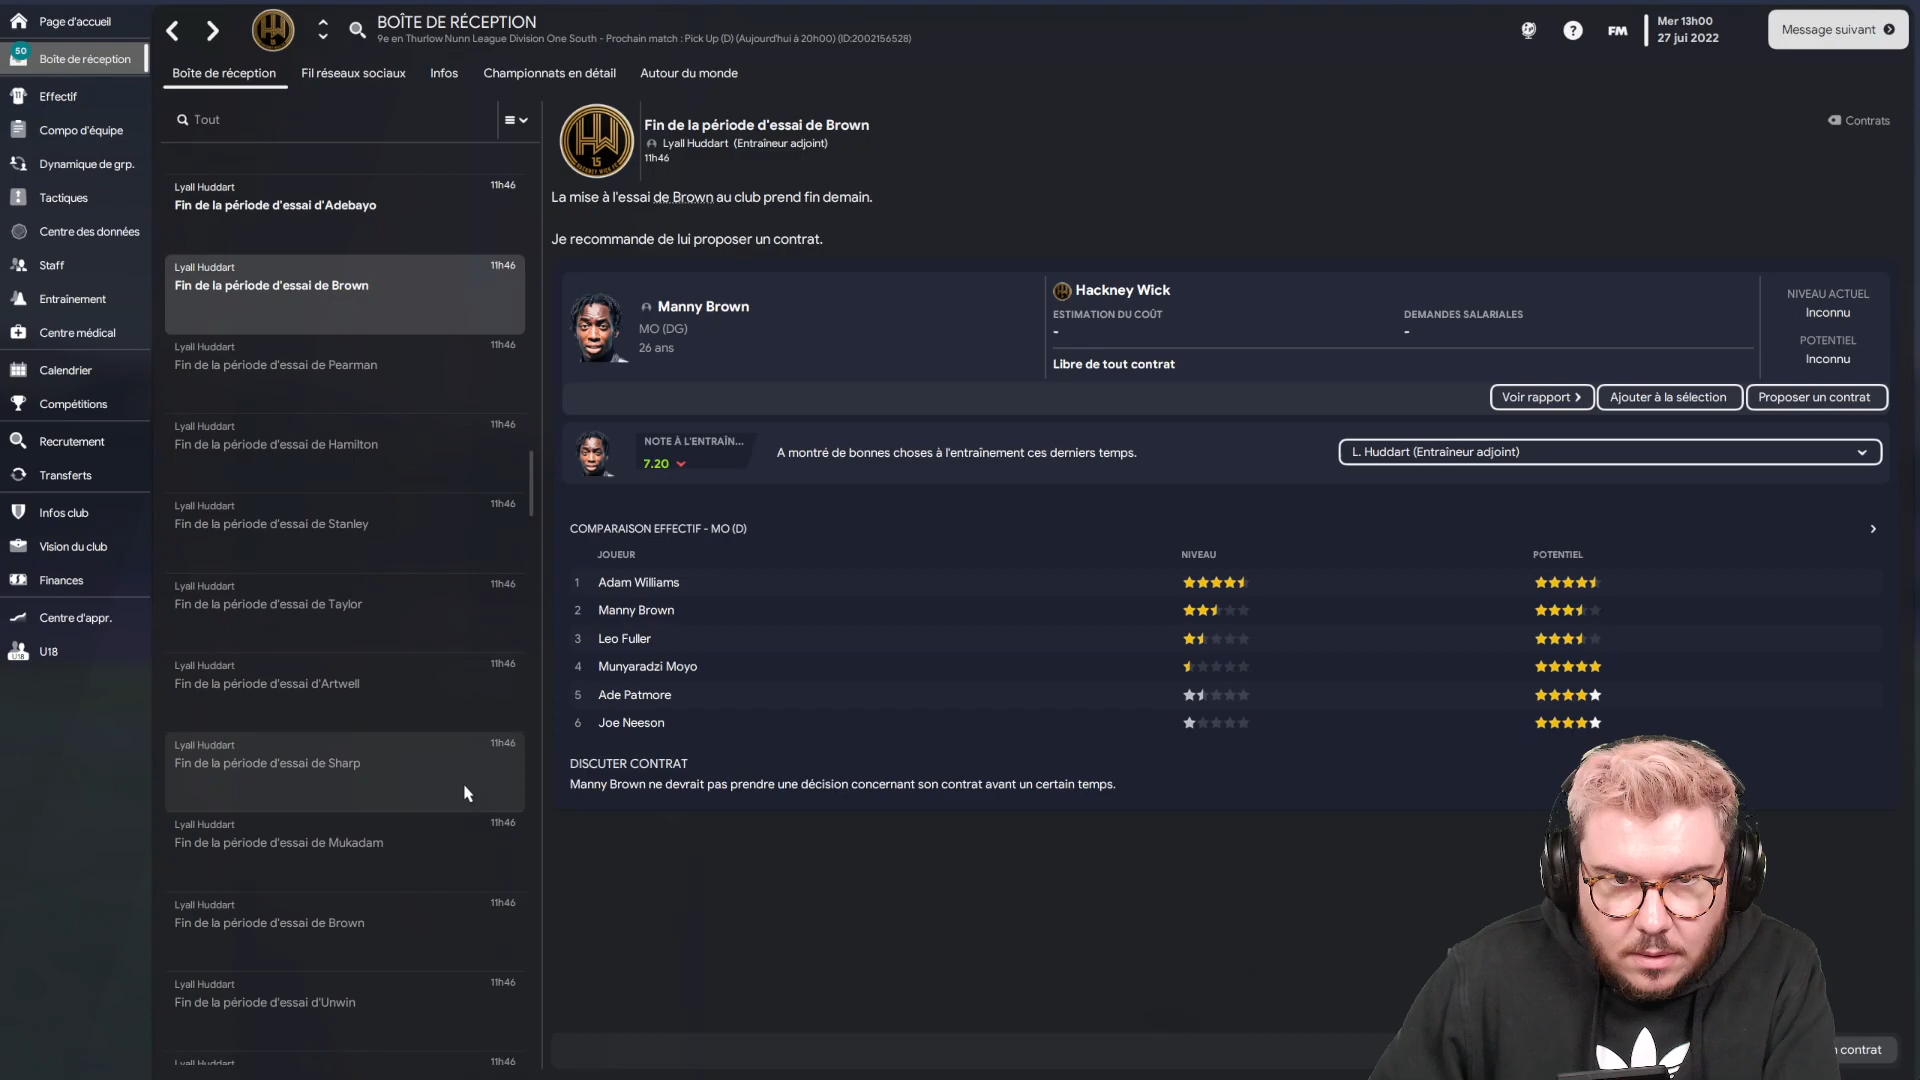 Page d'accueil
50
Boîte de réception
Effectif
Compo d'équipe
Dynamique de grp.
Tactiques
Centre des données
Staff
Entraînement
Centre médical
Calendrier
Compétitions
Recrutement
Transferts
Infos club
Vision du club
Finances
Centre d'appr.
U18
U18
BOÎTE DE RÉCEPTION
9e en Thurlow Nunn League Division One South - Prochain match : Pick Up (D) (Aujourd'hui à 20h00) (ID:2002156528)
FM
Mer 13h00
27 jui 2022
Message suivant
Boîte de réception
Fil réseaux sociaux
Infos
Championnats en détail
Autour du monde
Tout
Lyall Huddart 11h46
Fin de la période d'essai d'Adebayo
Lyall Huddart 11h46
Fin de la période d'essai de Brown
Lyall Huddart 11h46
Fin de la période d'essai de Pearman
Lyall Huddart 11h46
Fin de la période d'essai de Hamilton
Lyall Huddart 11h46
Fin de la période d'essai de Stanley
Lyall Huddart 11h46
Fin de la période d'essai de Taylor
Lyall Huddart 11h46
Fin de la période d'essai d'Artwell
Lyall Huddart 11h46
Fin de la période d'essai de Sharp
Lyall Huddart 11h46
Fin de la période d'essai de Mukadam
Lyall Huddart 11h46
Fin de la période d'essai de Brown
Lyall Huddart 11h46
Fin de la période d'essai d'Unwin
Lyall Huddart 11h46
HW
15
Fin de la période d'essai de Brown
Lyall Huddart (Entraîneur adjoint)
11h46
Contrats
La mise à l'essai de Brown au club prend fin demain.
Je recommande de lui proposer un contrat.
Manny Brown
MO (DG)
26 ans
Hackney Wick
ESTIMATION DU COÛT
-
DEMANDES SALARIALES
-
Libre de tout contrat
NIVEAU ACTUEL
Inconnu
POTENTIEL
Inconnu
Voir rapport
Ajouter à la sélection
Proposer un contrat
NOTE À L'ENTRAÎN...
7.20
A montré de bonnes choses à l'entraînement ces derniers temps.
L. Huddart (Entraîneur adjoint)
COMPARAISON EFFECTIF - MO (D)
JOUEUR NIVEAU POTENTIEL
1 Adam Williams
2 Manny Brown
3 Leo Fuller
4 Munyaradzi Moyo
5 Ade Patmore
6 Joe Neeson
DISCUTER CONTRAT
Manny Brown ne devrait pas prendre une décision concernant son contrat avant un certain temps.
contrat